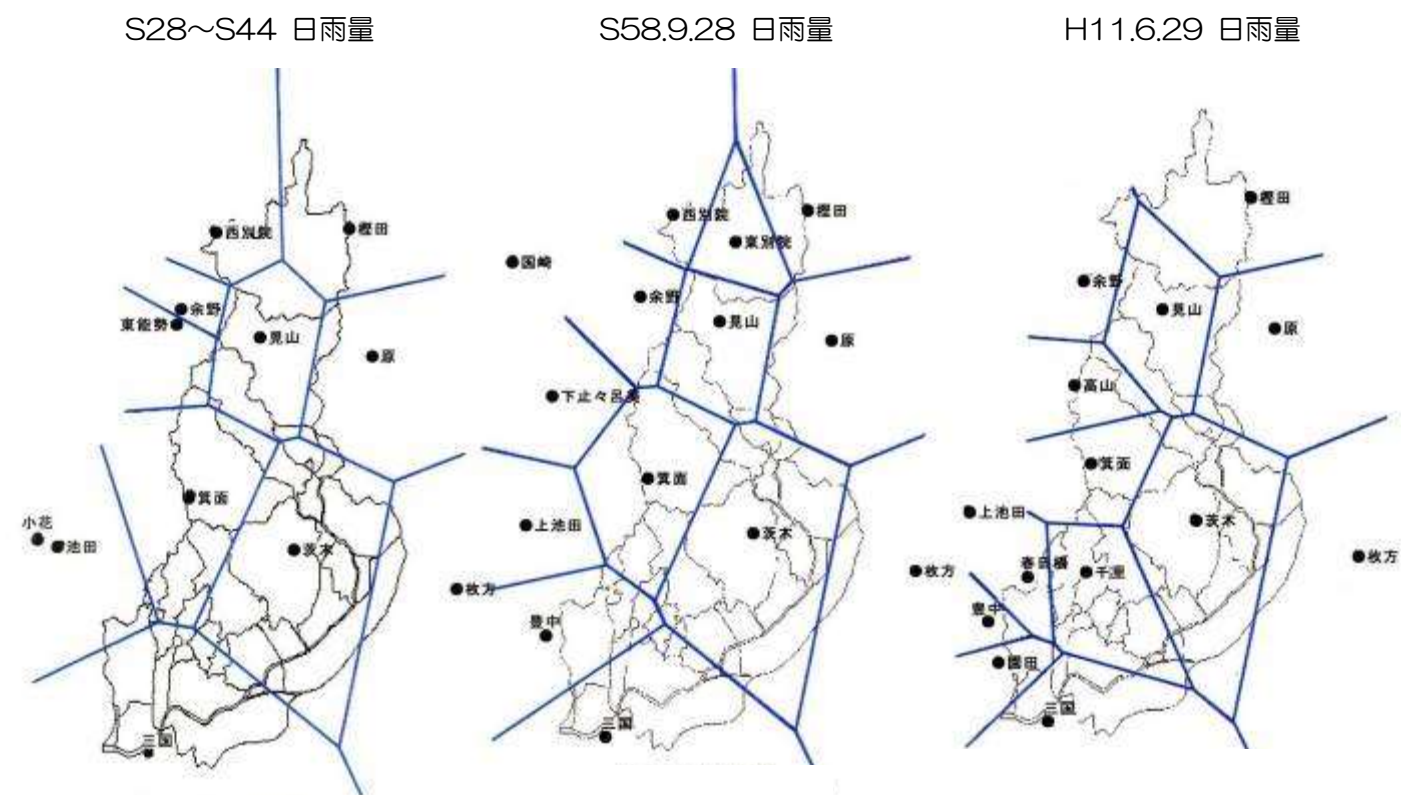 S28～S44 日雨量
S58.9.28 日雨量
H11.6.29 日雨量
西別院
樫田
余野
東能勢
見山
原
箕面
小花
池田
茨木
三国
西別院
樫田
東別院
国崎
余野
見山
原
下止々呂美
箕面
上池田
茨木
枚方
豊中
三国
樫田
余野
見山
原
高山
箕面
上池田
茨木
枚方
枚方
春日橋
千里
豊中
園田
三国